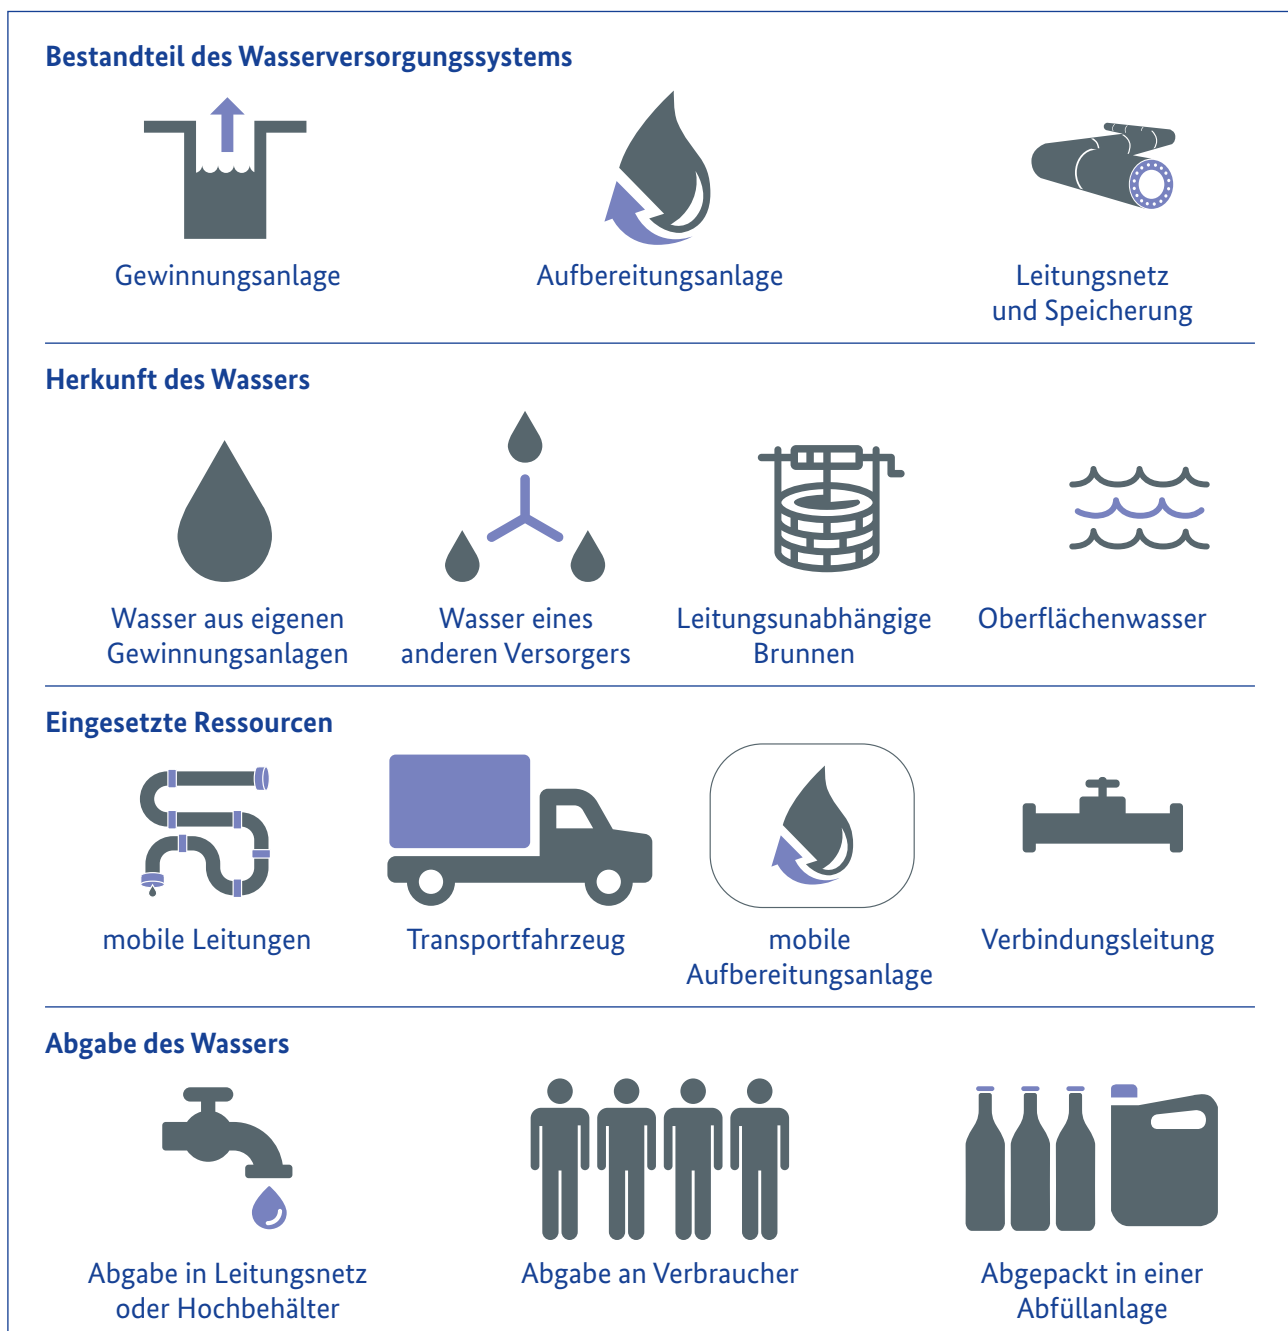 Bestandteil des Wasserversorgungssystems
Gewinnungsanlage
Aufbereitungsanlage
Leitungsnetz
und Speicherung
Herkunft des Wassers
Wasser aus eigenen
Gewinnungsanlagen
Wasser eines
anderen Versorgers
Leitungsunabhängige
Brunnen
Oberflächenwasser
Eingesetzte Ressourcen
mobile Leitungen
Transportfahrzeug
mobile
Aufbereitungsanlage
Verbindungsleitung
Abgabe des Wassers
Abgabe in Leitungsnetz
oder Hochbehälter
Abgabe an Verbraucher
Abgepackt in einer
Abfüllanlage